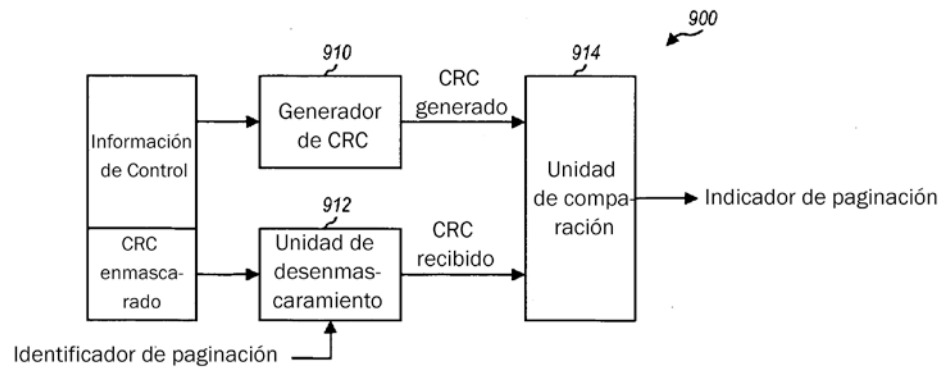 900
910
914
Información
de Control
Generador
de CRC
CRC
generado
Unidad
de compa-
ración
Indicador de paginación
912
CRC
enmasca-
rado
Unidad de
desenmas-
caramiento
CRC
recibido
Identificador de paginación